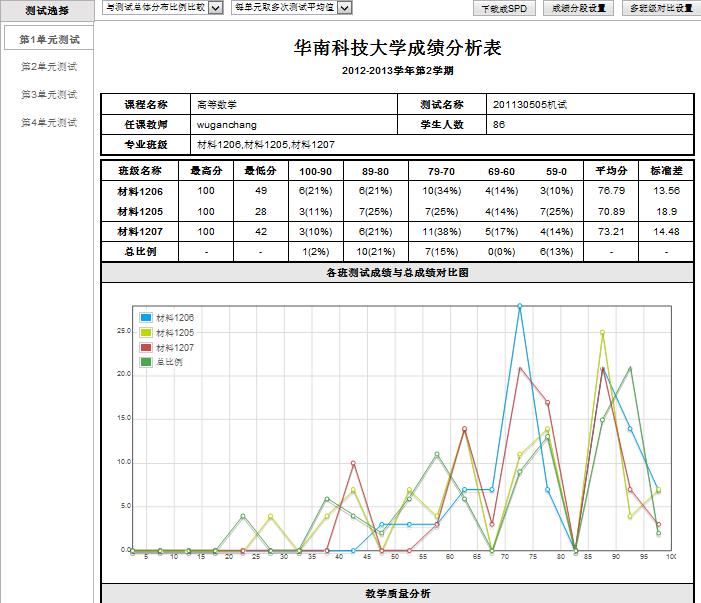 测试选择
与测试总体分布比例比较
每单元取多次测试平均值
下载成SPD
成绩分段设置
多班级对比设置
第1单元测试
第2单元测试
第3单元测试
第4单元测试
华南科技大学成绩分析表
2012-2013学年第2学期
课程名称 高等数学 测试名称 201130505机试
任课教师 wuganchang 学生人数 86
专业班级 材料1206,材料1205,材料1207
班级名称 最高分 最低分 100-90 89-80 79-70 69-60 59-0 平均分 标准差
材料1206 100 49 6(21%) 6(21%) 10(34%) 4(14%) 3(10%) 76.79 13.56
材料1205 100 28 3(11%) 7(25%) 7(25%) 4(14%) 7(25%) 70.89 18.9
材料1207 100 42 3(10%) 6(21%) 11(38%) 5(17%) 4(14%) 73.21 14.48
总比例 - - 1(2%) 10(21%) 7(15%) 0(0%) 6(13%) - -
各班测试成绩与总成绩对比图
材料1206
材料1205
材料1207
总比例
25.0
20.0
15.0
10.0
5.0
0.0
5 10 15 20 25 30 35 40 45 50 55 60 65 70 75 80 85 90 95 100
教学质量分析